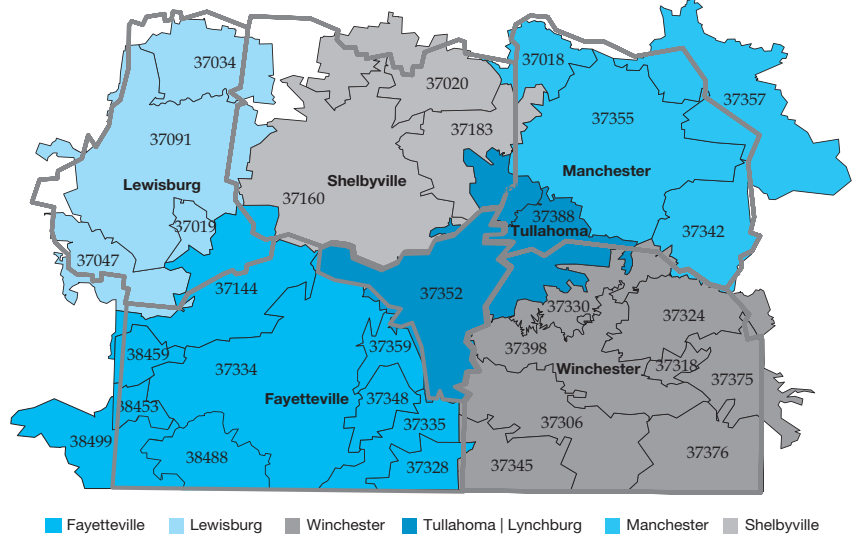 37034
37020
37018
37357
37355
37183
37091
Manchester
Lewisburg
Shelbyville
37160
37019
37388
Tullahoma
37342
37047
37144
37352
37330
37324
37398
37359
38459
37334
Winchester
37318
37375
Fayetteville
37348
38453
37335
37306
38499
38488
37328
37345
37376
Fayetteville
Lewisburg
Winchester
Tullahoma | Lynchburg
Manchester
Shelbyville